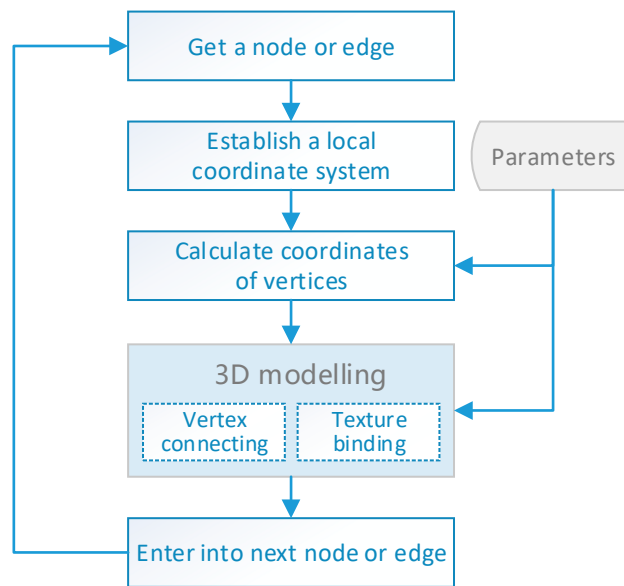 Get a node or edge
Establish a local
coordinate system
Parameters
Calculate coordinates
of vertices
3D modelling
Vertex
connecting
Texture
binding
Enter into next node or edge